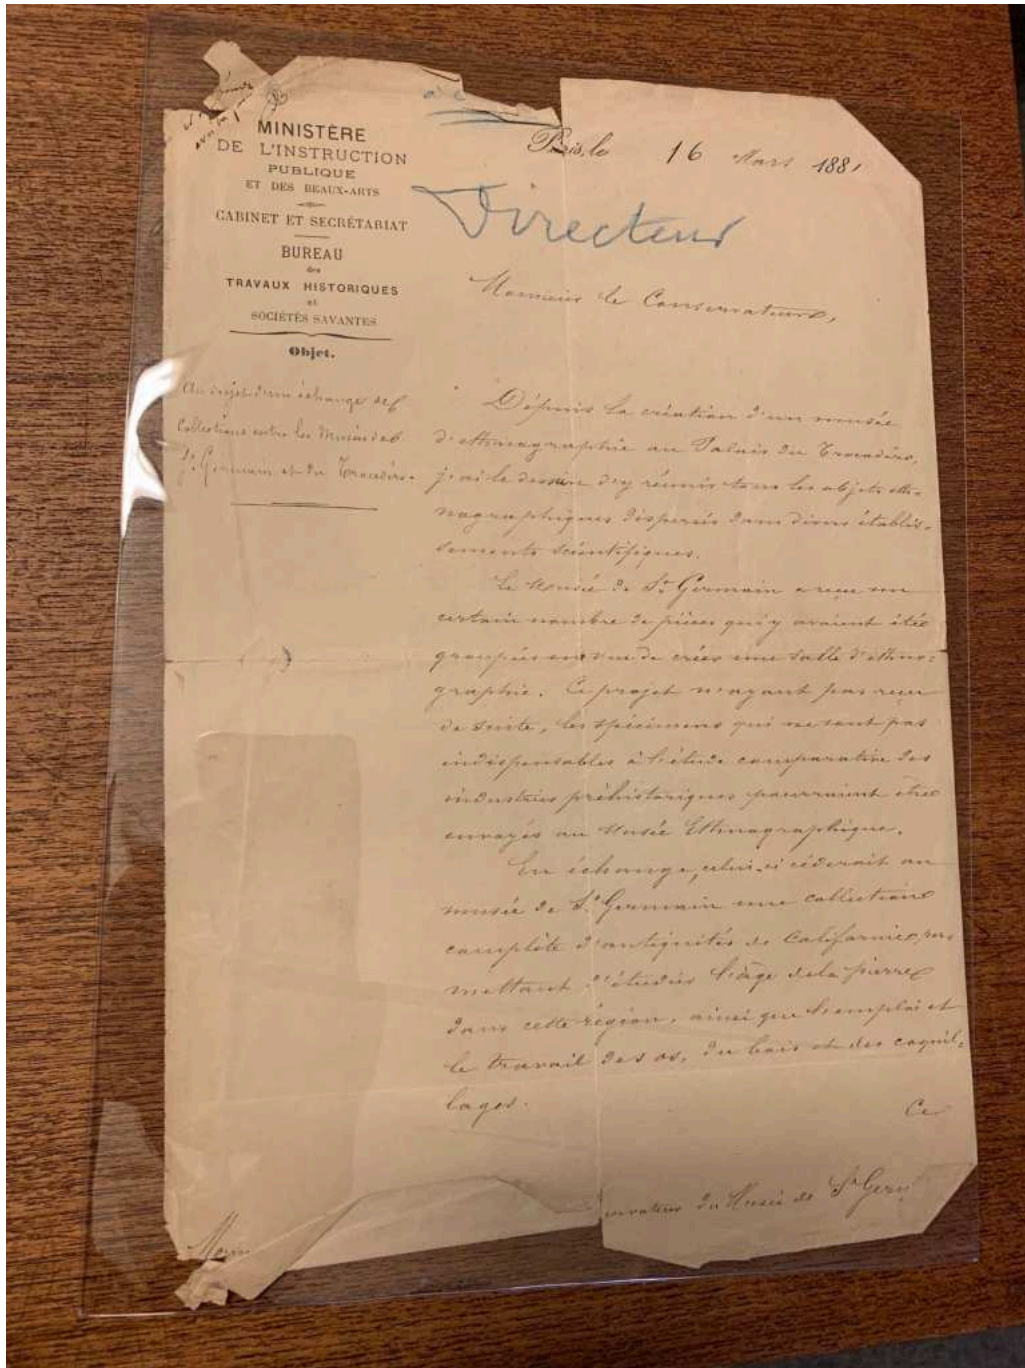 MINISTÈRE
DE L'INSTRUCTION
PUBLIQUE
ET DES BEAUX-ARTS
CABINET ET SECRÉTARIAT
BUREAU
des
TRAVAUX HISTORIQUES
et
SOCIÉTÉS SAVANTES
Objet.
Au sujet d'un échange de
Collections entre les Musées de
St Germain et du Trocadéro.
Paris, le 16 Mars 1881
Directeur
Monsieur le Conservateur,
Dépuis la création d'un musée
d'ethnographie au Palais du Trocadéro,
j'ai le dessein d'y réunir tous les objets eth-
nographiques dispersés dans divers établis-
sements scientifiques.
Le Musée de St Germain a reçu un
certain nombre de pièces qui y avaient été
groupées en vue de créer une salle d'ethno-
graphie. Ce projet n'ayant pas reçu
de suite, les spécimens qui ne sont pas
indispensables à l'étude comparative des
industries préhistoriques pourraient être
envoyés au Musée Ethnographique.
En échange, celui-ci céderait au
musée de St Germain une collection
complète d'antiquités de Californie, per
mettant d'étudier l'âge de la pierre
dans cette région, ainsi que l'emploi et
le travail des os, du bois et des coquil-
lages.
Ce
servateur du Musée de St Germ